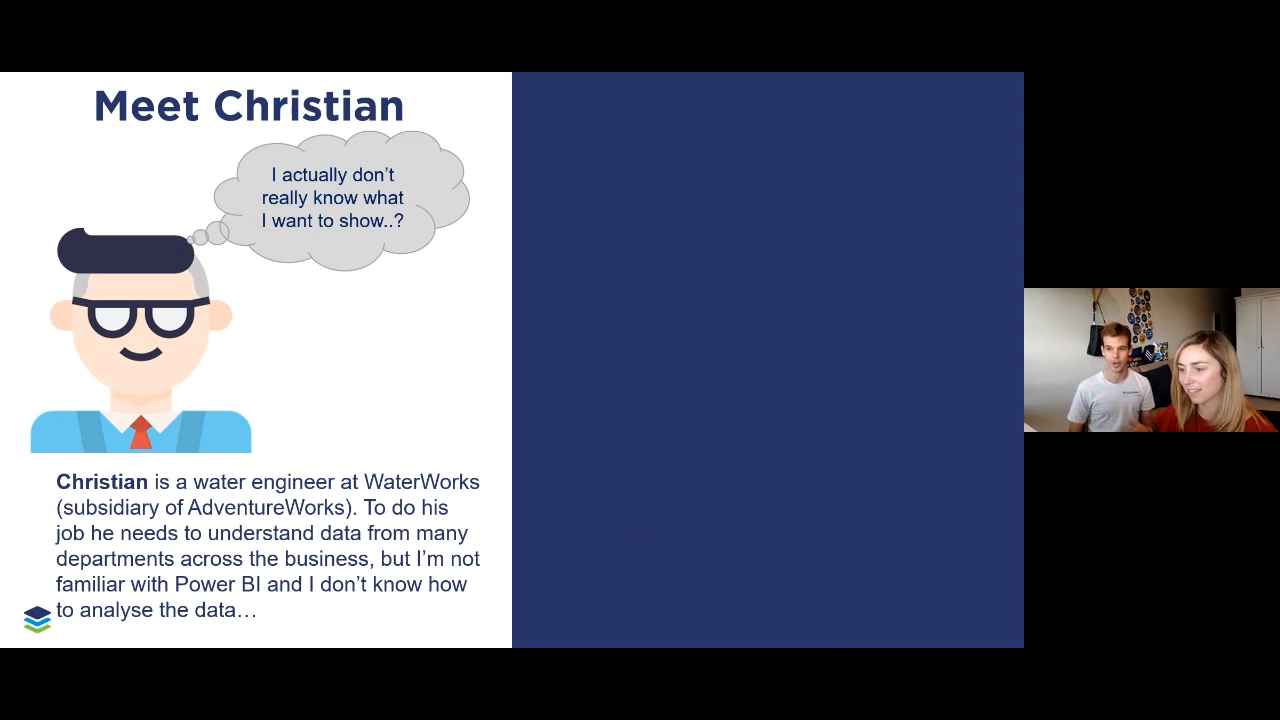 Meet Christian
I actually don’t
really know what
I want to show..?
Christian is a water engineer at WaterWorks
(subsidiary of AdventureWorks). To do his
job he needs to understand data from many
departments across the business, but I’m not
familiar with Power BI and I don’t know how
to analyse the data…